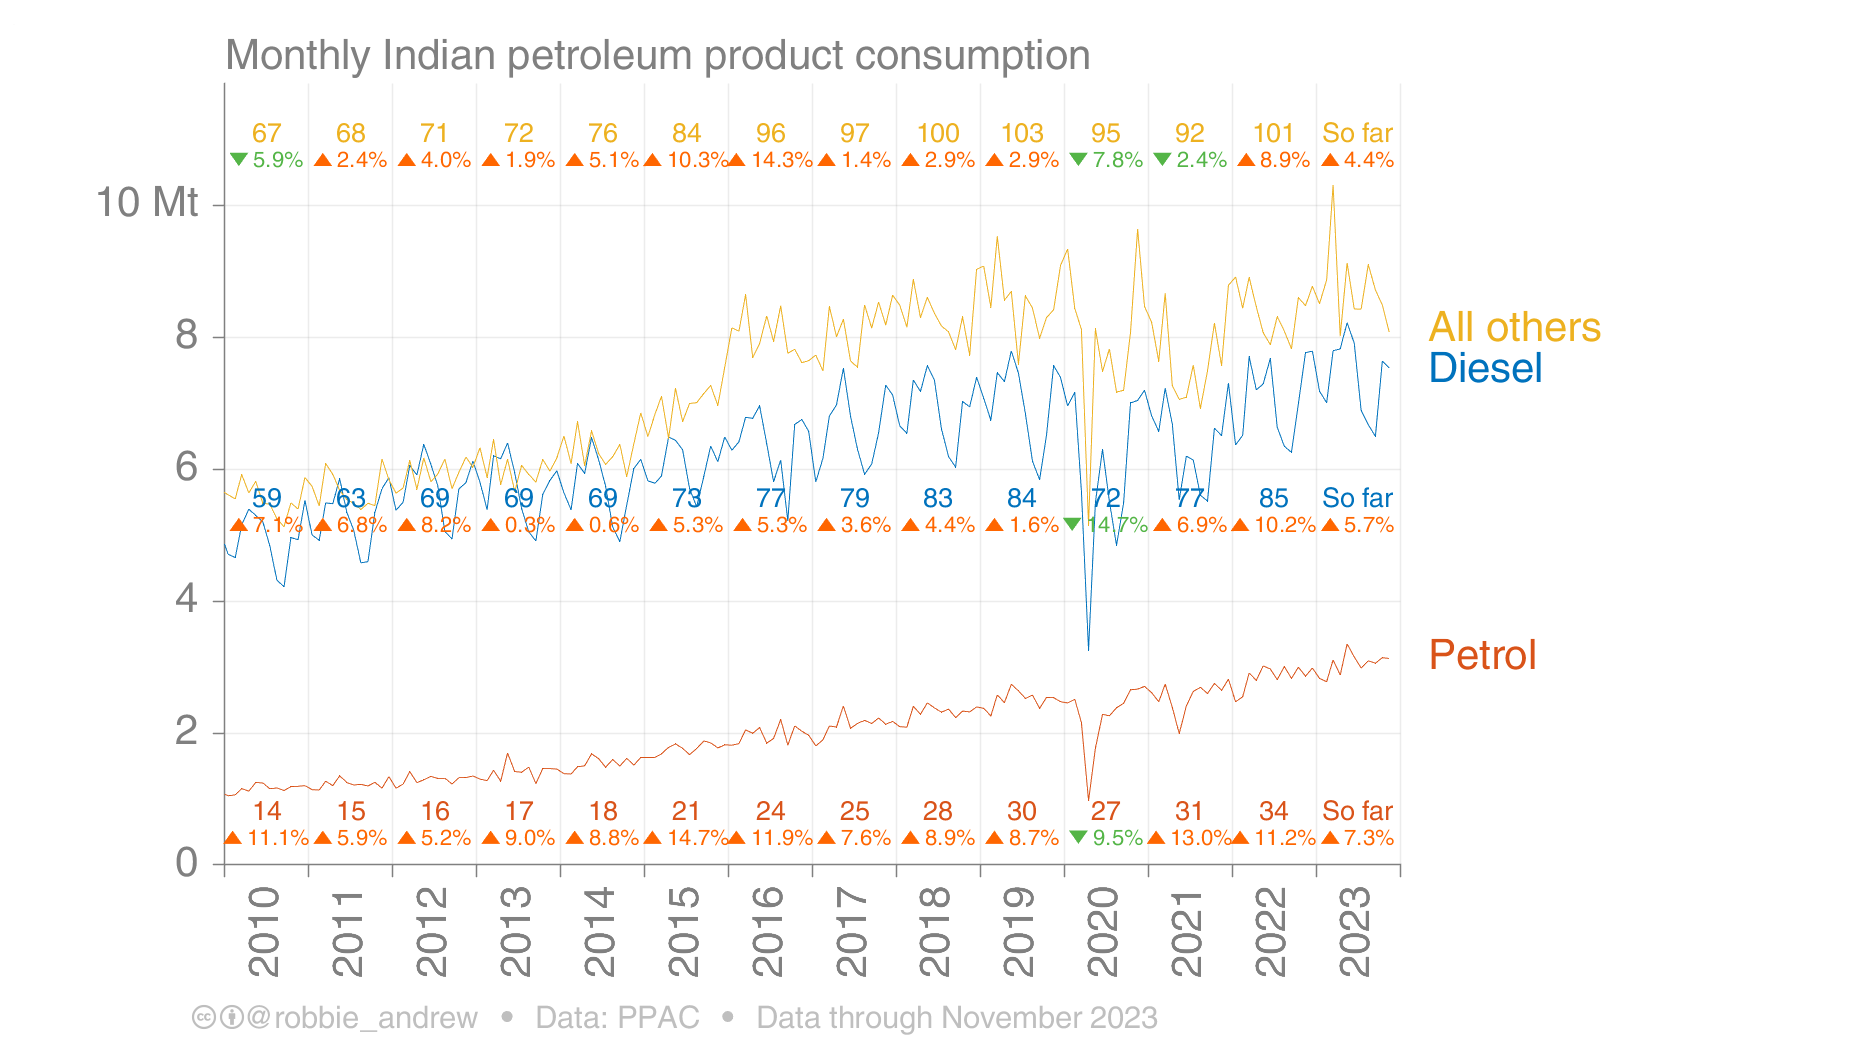 Monthly Indian petroleum product consumption
67 68 71 72 76 84 96 97 100 103 95 92 101 So far
▼ 5.9% ▲ 2.4% ▲ 4.0% ▲ 1.9% ▲ 5.1% ▲ 10.3% ▲ 14.3% ▲ 1.4% ▲ 2.9% ▲ 2.9% ▼ 7.8% ▼ 2.4% ▲ 8.9% ▲ 4.4%
10 Mt
8
All others
Diesel
6
59 63 69 69 69 73 77 79 83 84 72 77 85 So far
▲ 7.1% ▲ 6.8% ▲ 8.2% ▲ 0.3% ▲ 0.6% ▲ 5.3% ▲ 5.3% ▲ 3.6% ▲ 4.4% ▲ 1.6% ▼ 14.7% ▲ 6.9% ▲ 10.2% ▲ 5.7%
4
Petrol
2
14 15 16 17 18 21 24 25 28 30 27 31 34 So far
▲ 11.1% ▲ 5.9% ▲ 5.2% ▲ 9.0% ▲ 8.8% ▲ 14.7% ▲ 11.9% ▲ 7.6% ▲ 8.9% ▲ 8.7% ▼ 9.5% ▲ 13.0% ▲ 11.2% ▲ 7.3%
0
2010 2011 2012 2013 2014 2015 2016 2017 2018 2019 2020 2021 2022 2023
@robbie_andrew • Data: PPAC • Data through November 2023